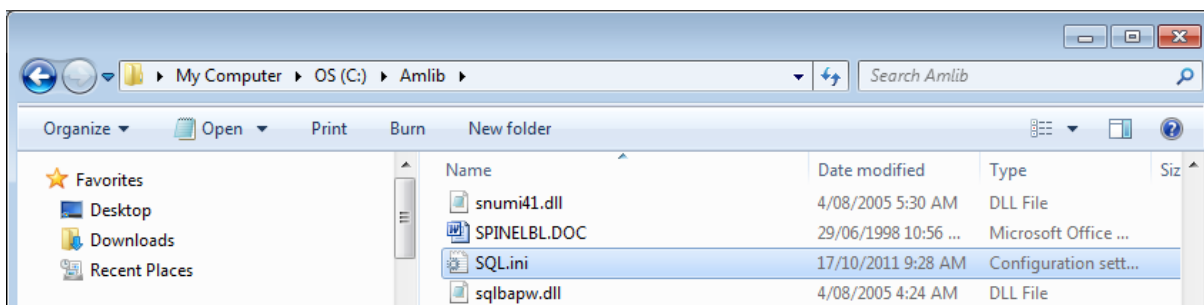 My Computer OS (C:) Amlib Search Amlib
Organize Open Print Burn New folder
Name Date modified Type Siz
Favorites
Desktop
Downloads
Recent Places
snumi41.dll 4/08/2005 5:30 AM DLL File
SPINELBL.DOC 29/06/1998 10:56 ... Microsoft Office ...
SQL.ini 17/10/2011 9:28 AM Configuration sett...
sqlbapw.dll 4/08/2005 4:24 AM DLL File